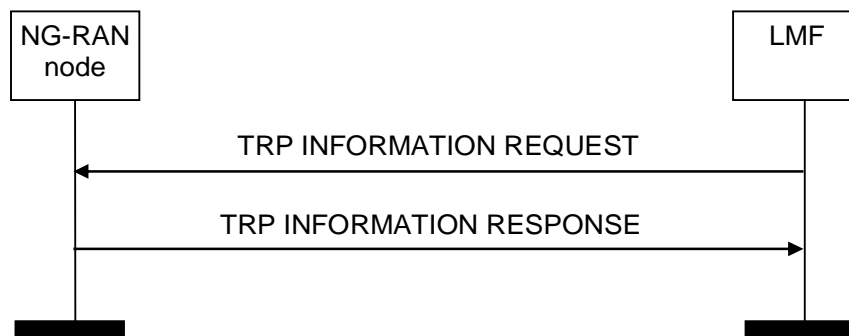 NG-RAN
node
LMF
TRP INFORMATION REQUEST
TRP INFORMATION RESPONSE